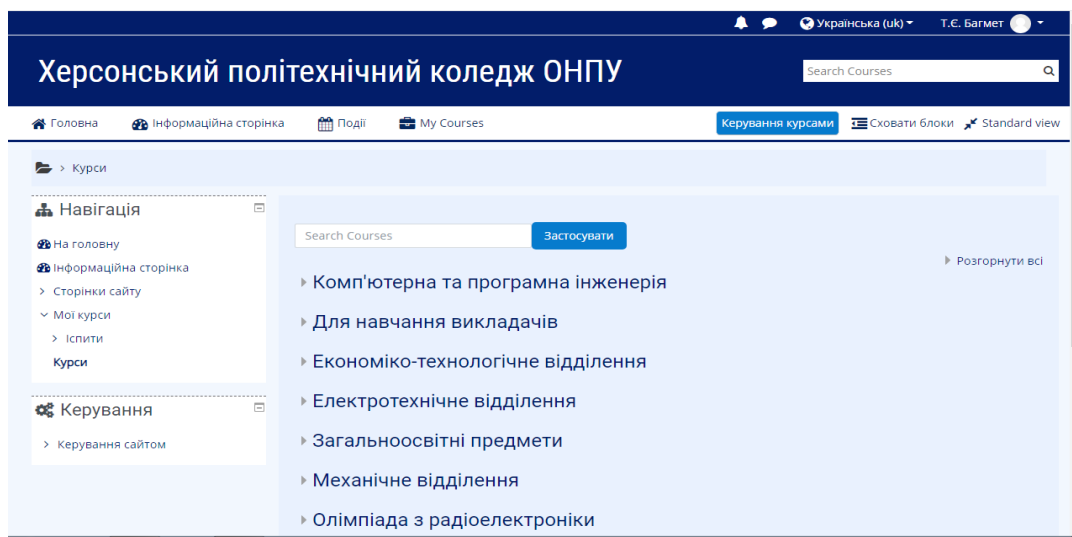 Українська (uk) Т.Є. Багмет
Херсонський політехнічний коледж ОНПУ
Search Courses
Головна Інформаційна сторінка Події My Courses Керування курсами Сховати блоки Standard view
> Курси
Навігація
На головну
Інформаційна сторінка
> Сторінки сайту
Мої курси
> Іспити
Курси
Керування
> Керування сайтом
Search Courses Застосувати
Розгорнути всі
Комп'ютерна та програмна інженерія
Для навчання викладачів
Економіко-технологічне відділення
Електротехнічне відділення
Загальноосвітні предмети
Механічне відділення
Олімпіада з радіоелектроніки